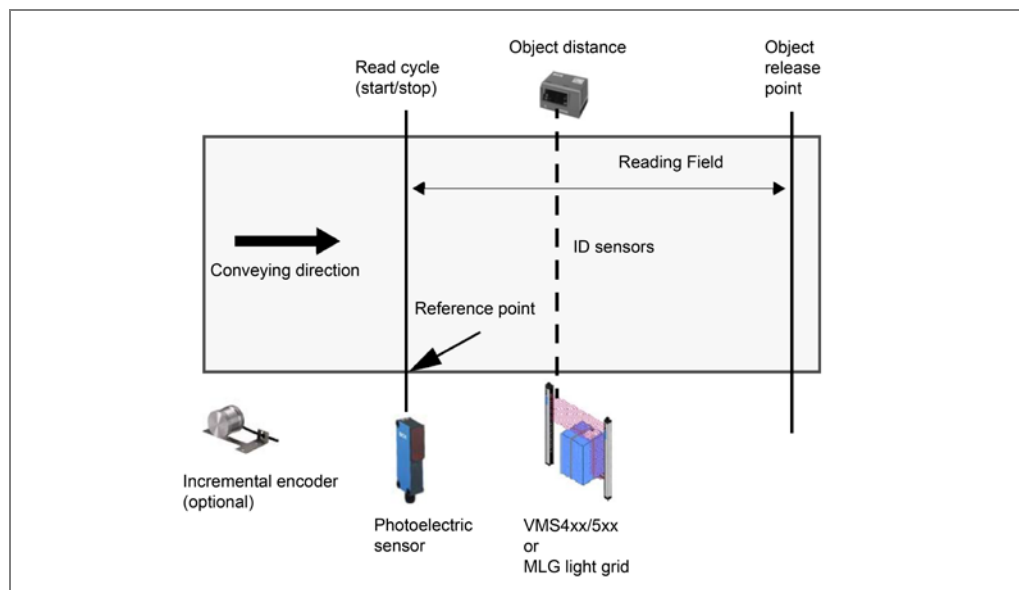 Object distance
Object
release
point
Read cycle
(start/stop)
Reading Field
ID sensors
Conveying direction
Reference point
Incremental encoder
(optional)
Photoelectric
sensor
VMS4xx/5xx
or
MLG light grid